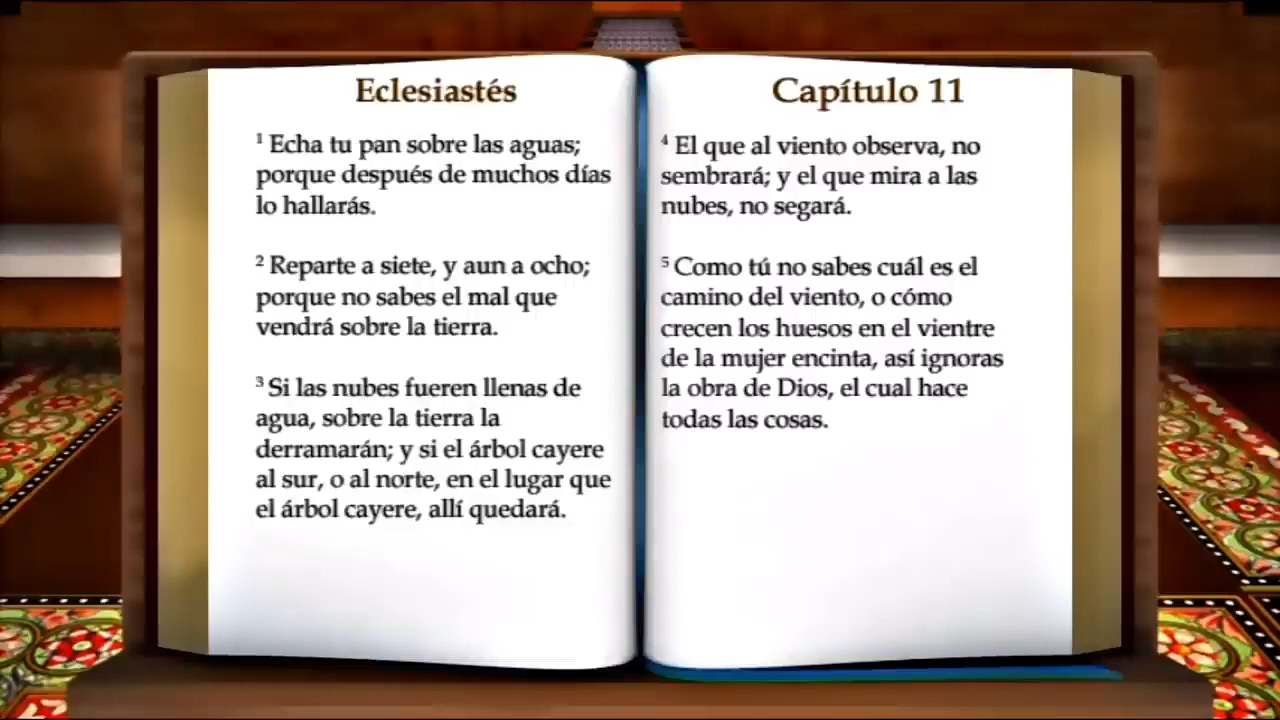 Eclesiastés
¹ Echa tu pan sobre las aguas;
porque después de muchos días
lo hallarás.
² Reparte a siete, y aun a ocho;
porque no sabes el mal que
vendrá sobre la tierra.
³ Si las nubes fueren llenas de
agua, sobre la tierra la
derramarán; y si el árbol cayere
al sur, o al norte, en el lugar que
el árbol cayere, allí quedará.
Capítulo 11
⁴ El que al viento observa, no
sembrará; y el que mira a las
nubes, no segará.
⁵ Como tú no sabes cuál es el
camino del viento, o cómo
crecen los huesos en el vientre
de la mujer encinta, así ignoras
la obra de Dios, el cual hace
todas las cosas.